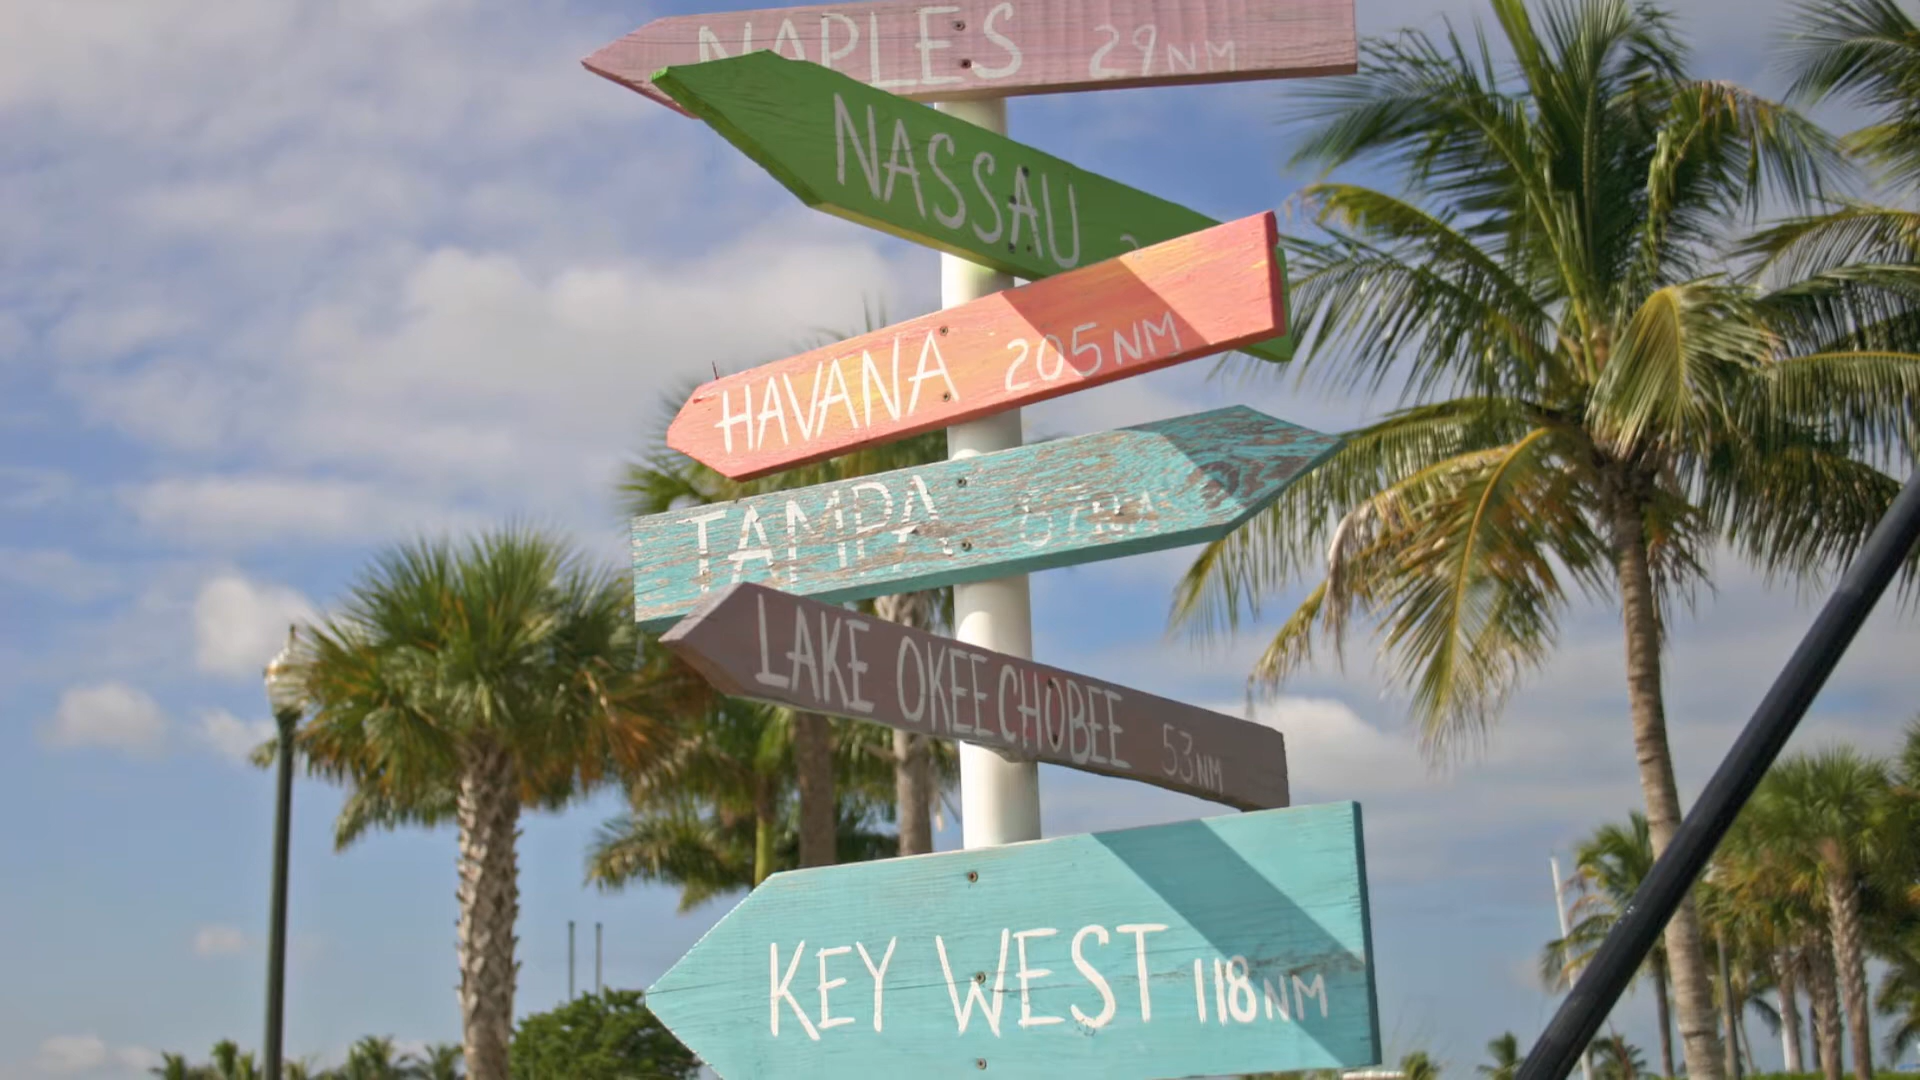 NAPLES 29NM
NASSAU
HAVANA 205NM
TAMPA
LAKE OKEECHOBEE 53NM
KEY WEST 118NM